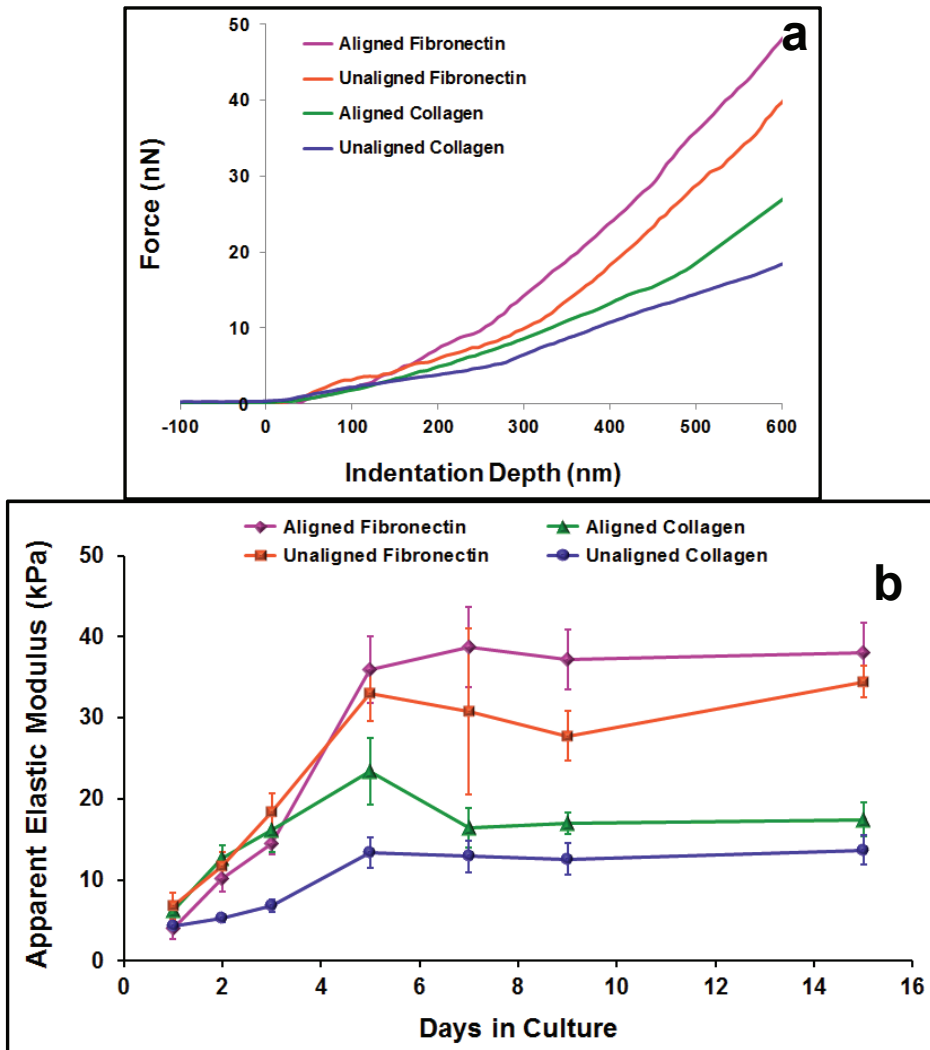 a
50
40
30
20
10
0
Force (nN)
Aligned Fibronectin
Unaligned Fibronectin
Aligned Collagen
Unaligned Collagen
-100 0 100 200 300 400 500 600
Indentation Depth (nm)
b
Aligned Fibronectin Aligned Collagen
Unaligned Fibronectin Unaligned Collagen
50
40
30
20
10
0
Apparent Elastic Modulus (kPa)
0 2 4 6 8 10 12 14 16
Days in Culture